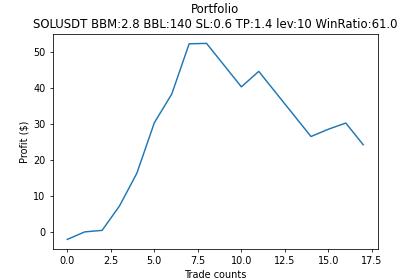 Portfolio
SOLUSDT BBM:2.8 BBL:140 SL:0.6 TP:1.4 lev:10 WinRatio:61.0
Profit ($)
50
40
30
20
10
0
0.0 2.5 5.0 7.5 10.0 12.5 15.0 17.5
Trade counts